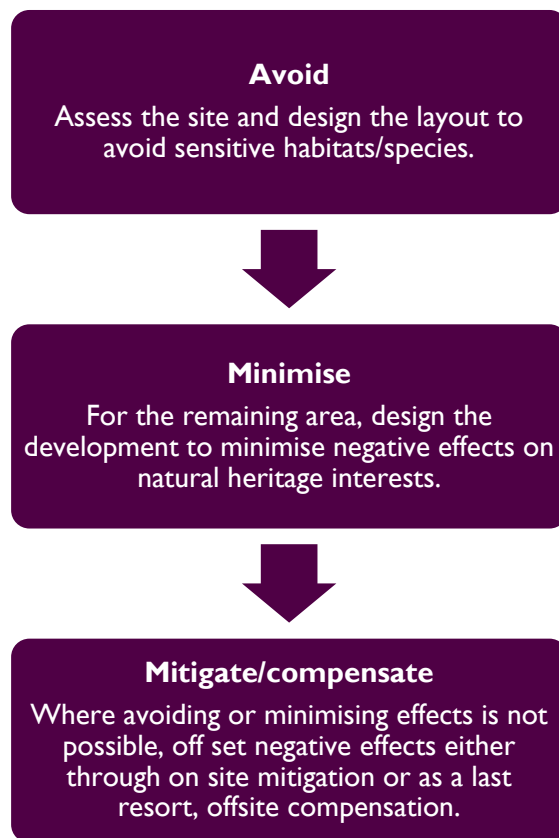 Avoid
Assess the site and design the layout to
avoid sensitive habitats/species.
Minimise
For the remaining area, design the
development to minimise negative effects on
natural heritage interests.
Mitigate/compensate
Where avoiding or minimising effects is not
possible, off set negative effects either
through on site mitigation or as a last
resort, offsite compensation.